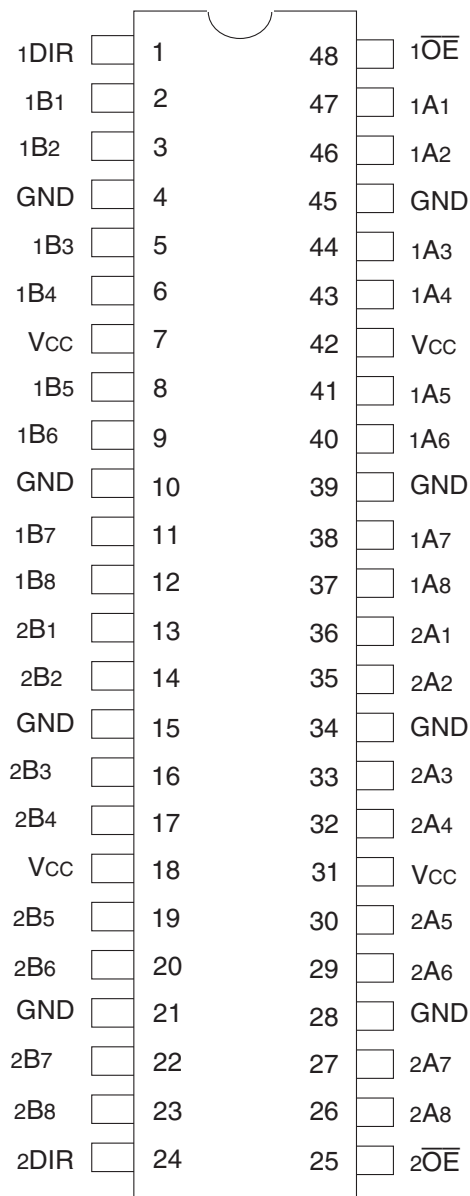 1DIR 1 48 1O̅E̅
1B1 2 47 1A1
1B2 3 46 1A2
GND 4 45 GND
1B3 5 44 1A3
1B4 6 43 1A4
VCC 7 42 VCC
1B5 8 41 1A5
1B6 9 40 1A6
GND 10 39 GND
1B7 11 38 1A7
1B8 12 37 1A8
2B1 13 36 2A1
2B2 14 35 2A2
GND 15 34 GND
2B3 16 33 2A3
2B4 17 32 2A4
VCC 18 31 VCC
2B5 19 30 2A5
2B6 20 29 2A6
GND 21 28 GND
2B7 22 27 2A7
2B8 23 26 2A8
2DIR 24 25 2O̅E̅